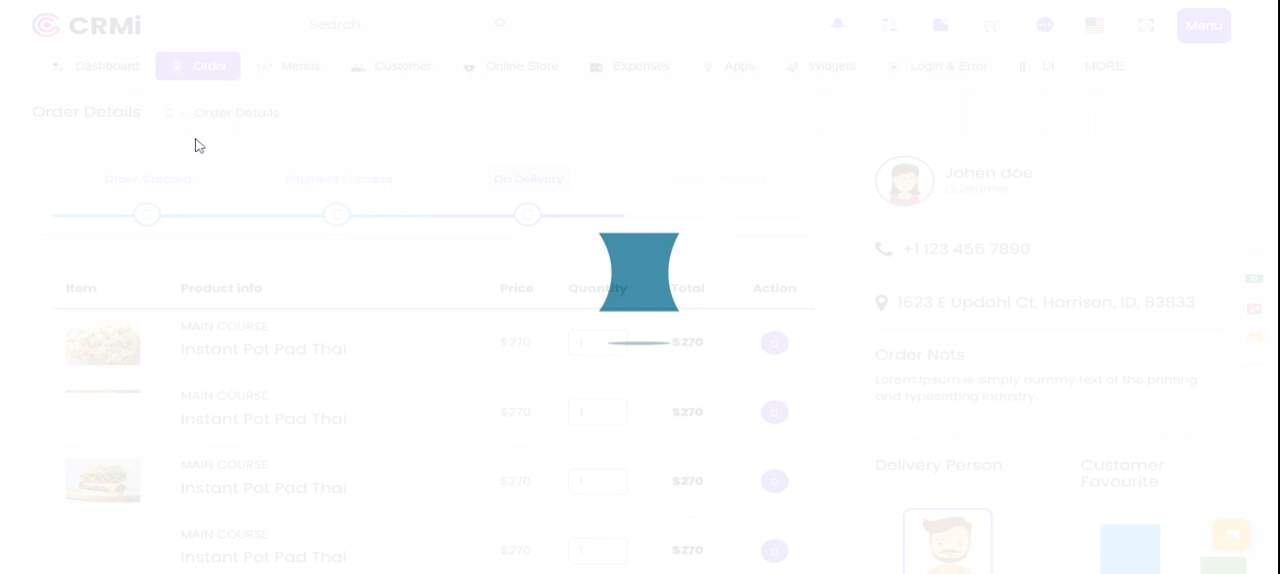 CRMi
Search
Menu
Dashboard Order Menus Customer Online Store Expenses Apps Widgets Login & Error UI MORE
Order Details
Order Details
Order Created Payment Success On Delivery
Johen doe
Customer
+1 123 456 7890
1623 E Updahl Ct, Harrison, ID, 83833
Item Product info Price Quantity Total Action
MAIN COURSE
Instant Pot Pad Thai $270 1 $270
MAIN COURSE
Instant Pot Pad Thai $270 1 $270
MAIN COURSE
Instant Pot Pad Thai $270 1 $270
MAIN COURSE
Instant Pot Pad Thai $270 1 $270
Order Nots
Lorem Ipsum is simply dummy text of the printing
and typesetting industry.
Delivery Person
Customer
Favourite